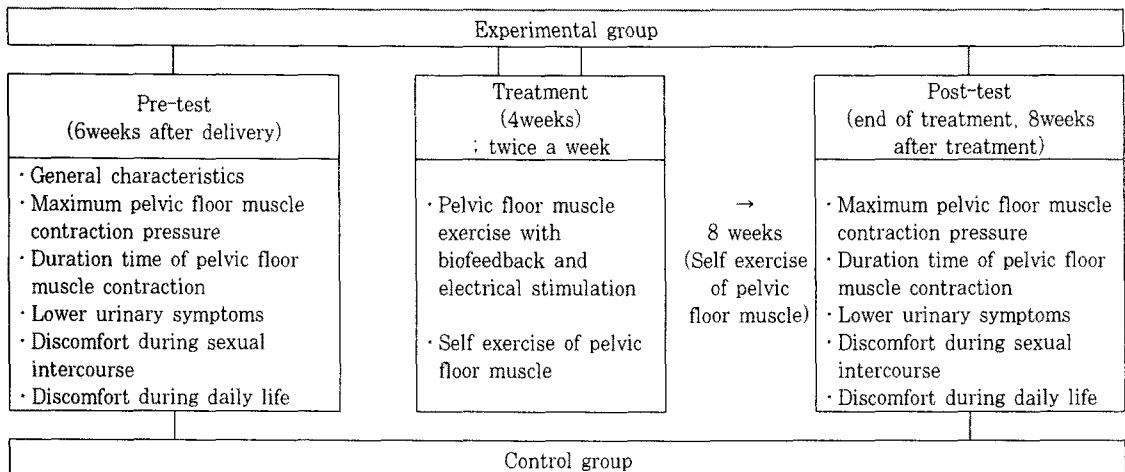 Experimental group
Pre-test
(6weeks after delivery)
· General characteristics
· Maximum pelvic floor muscle
contraction pressure
· Duration time of pelvic floor
muscle contraction
· Lower urinary symptoms
· Discomfort during sexual
intercourse
· Discomfort during daily life
Treatment
(4weeks)
; twice a week
· Pelvic floor muscle
exercise with
biofeedback and
electrical stimulation
· Self exercise of pelvic
floor muscle
→
8 weeks
(Self exercise
of pelvic
floor muscle)
Post-test
(end of treatment, 8weeks
after treatment)
· Maximum pelvic floor muscle
contraction pressure
· Duration time of pelvic floor
muscle contraction
· Lower urinary symptoms
· Discomfort during sexual
intercourse
· Discomfort during daily life
Control group